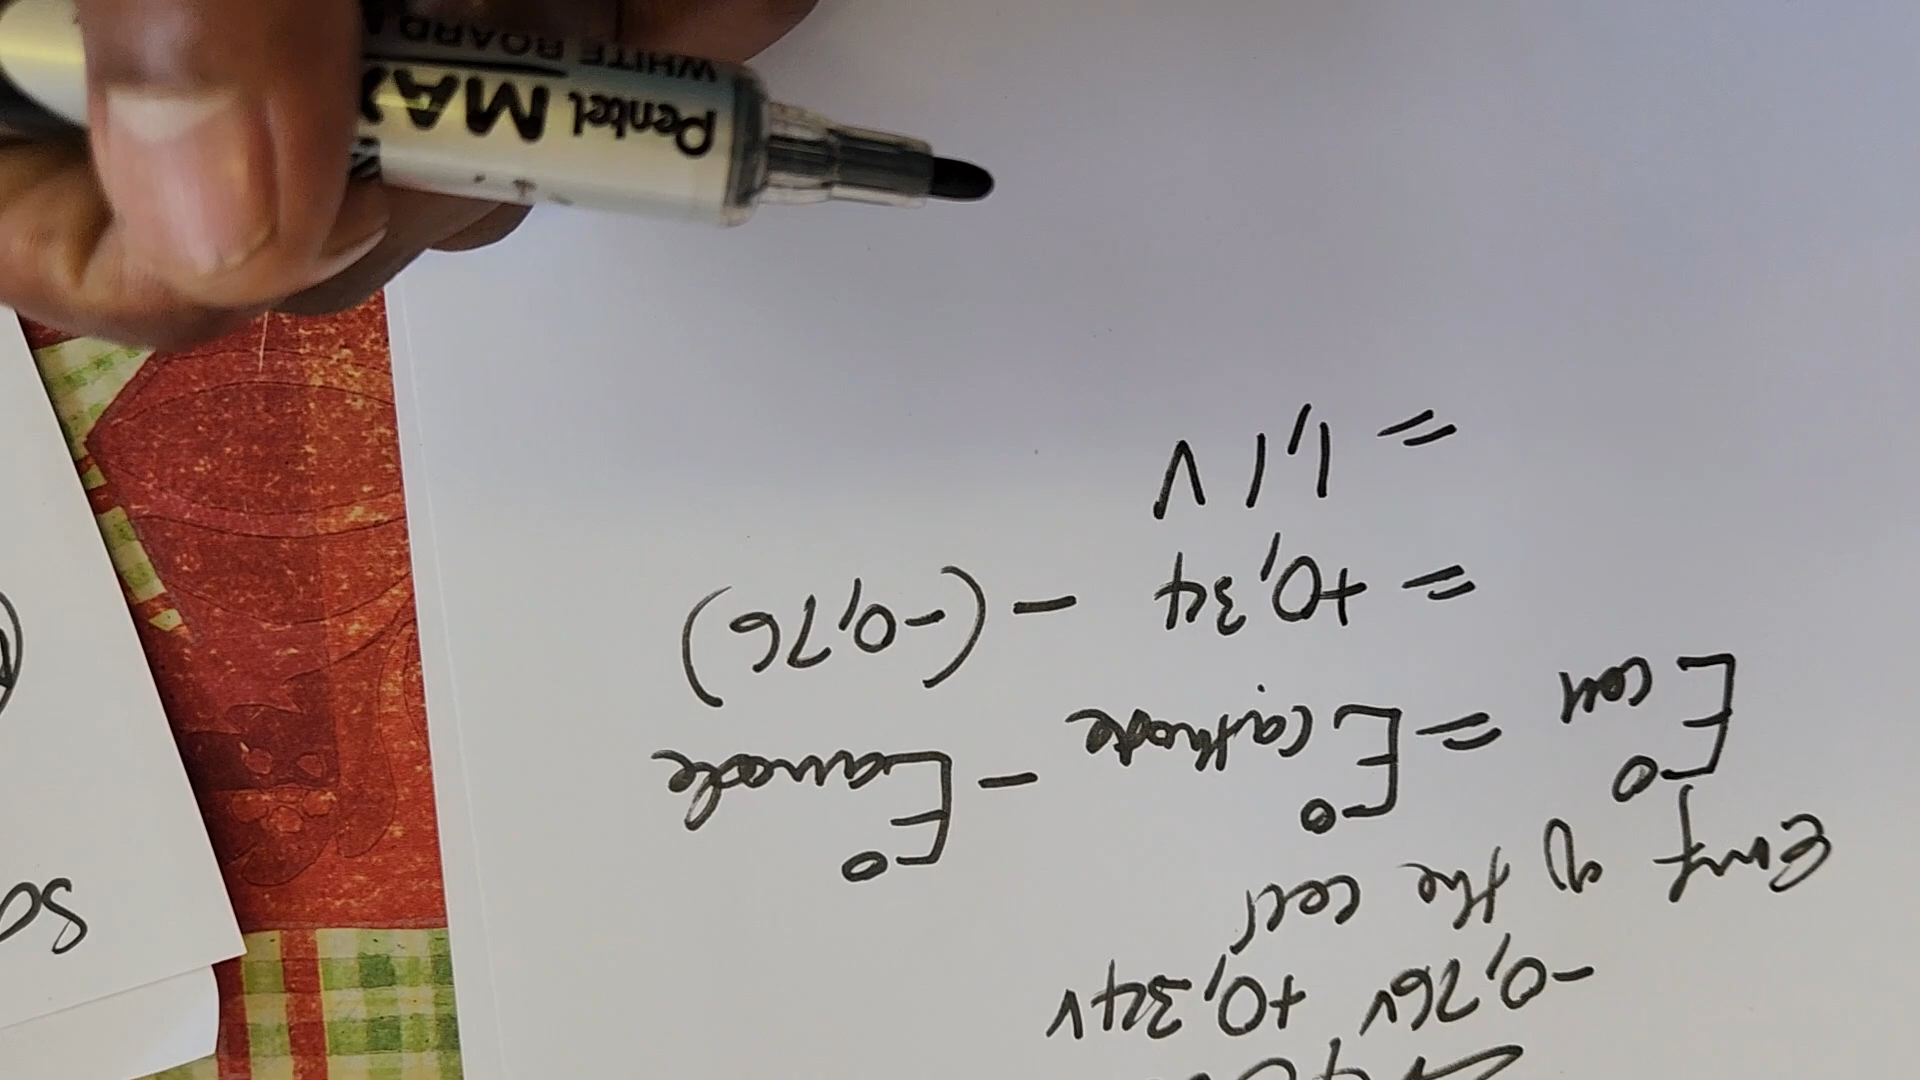 -0,76V +0,34V
Emf of the cell
E°cell = E°cathode - E°anode
= +0,34 - (-0,76)
= 1,1V
Pentel MAX
WHITE BOARD